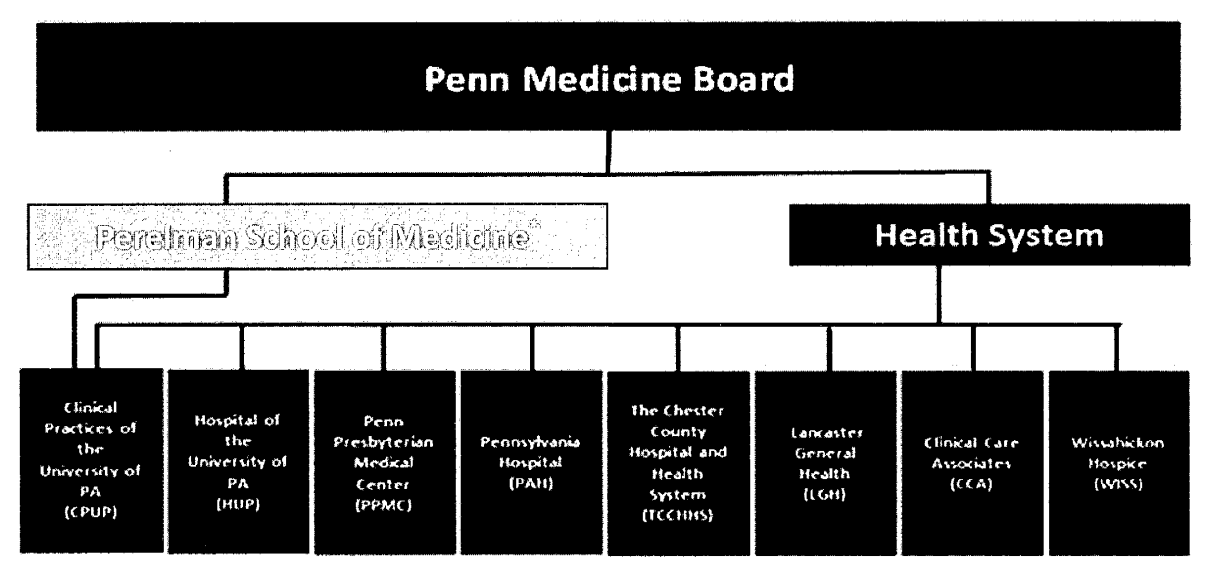 Penn Medicine Board
Perelman School of Medicine®
Health System
Clinical
Practices of
the
University of
PA
(CPUP)
Hospital of
the
University of
PA
(HUP)
Penn
Presbyterian
Medical
Center
(PPMC)
Pennsylvania
Hospital
(PAH)
The Chester
County
Hospital and
Health
System
(TCCHHS)
Lancaster
General
Health
(LGH)
Clinical Care
Associates
(CCA)
Wissahickon
Hospice
(WISS)